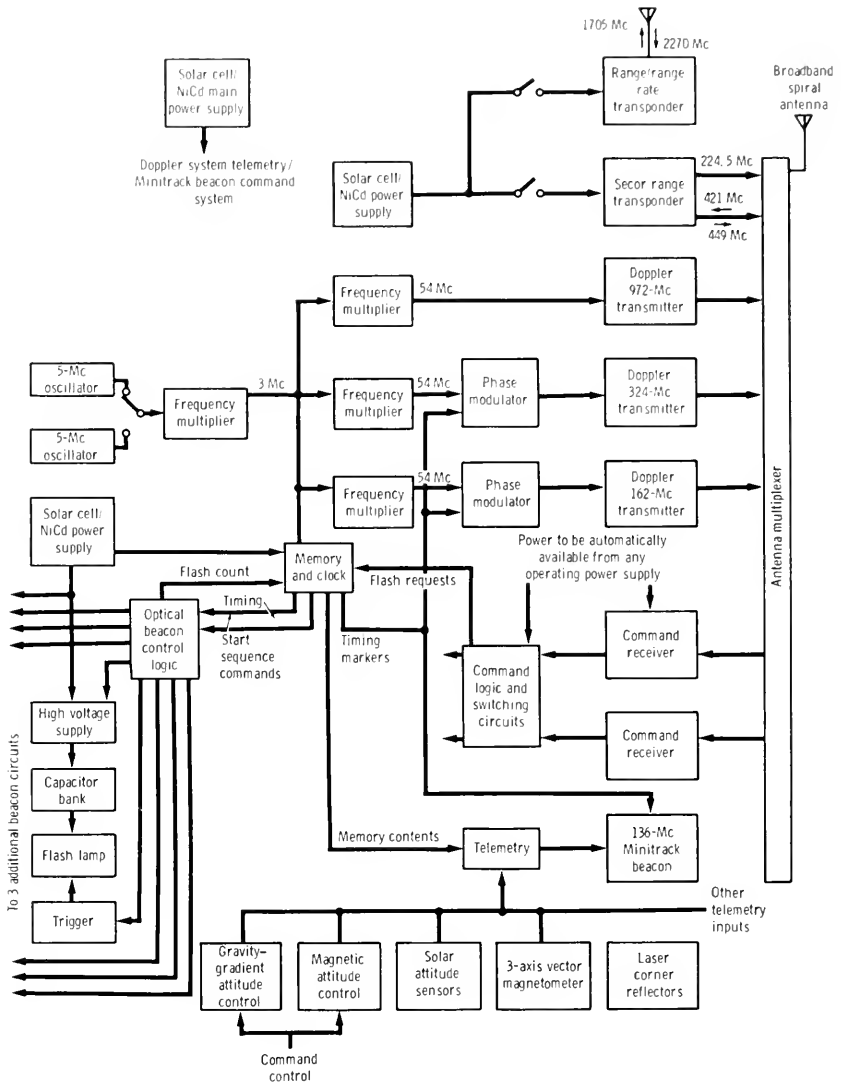 1705 Mc
2270 Mc
Solar cell/
NiCd main
power supply
Range/range
rate
transponder
Broadband
spiral
antenna
Doppler system telemetry/
Minitrack beacon command
system
Solar cell/
NiCd power
supply
Secor range
transponder
224.5 Mc
421 Mc
449 Mc
Frequency
multiplier
54 Mc
Doppler
972-Mc
transmitter
5-Mc
oscillator
Frequency
multiplier
3 Mc
Frequency
multiplier
54 Mc
Phase
modulator
Doppler
324-Mc
transmitter
5-Mc
oscillator
Frequency
multiplier
54 Mc
Phase
modulator
Doppler
162-Mc
transmitter
Antenna multiplexer
Solar cell/
NiCd power
supply
Memory
and clock
Power to be automatically
available from any
operating power supply
Flash count
Flash requests
Timing
Optical
beacon
control
logic
Start
sequence
commands
Timing
markers
Command
logic and
switching
circuits
Command
receiver
High voltage
supply
Command
receiver
Capacitor
bank
To 3 additional beacon circuits
Flash lamp
Memory contents
Telemetry
136-Mc
Minitrack
beacon
Trigger
Other
telemetry
inputs
Gravity-
gradient
attitude
control
Magnetic
attitude
control
Solar
attitude
sensors
3-axis vector
magnetometer
Laser
corner
reflectors
Command
control